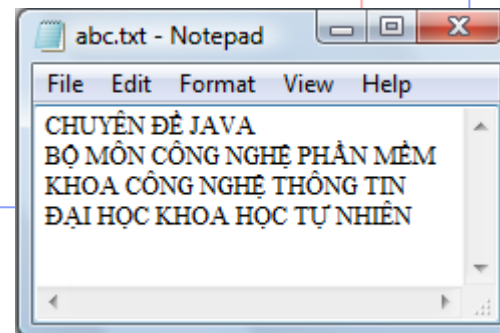 abc.txt - Notepad
File Edit Format View Help
CHUYÊN ĐỀ JAVA
BỘ MÔN CÔNG NGHỆ PHẦN MỀM
KHOA CÔNG NGHỆ THÔNG TIN
ĐẠI HỌC KHOA HỌC TỰ NHIÊN